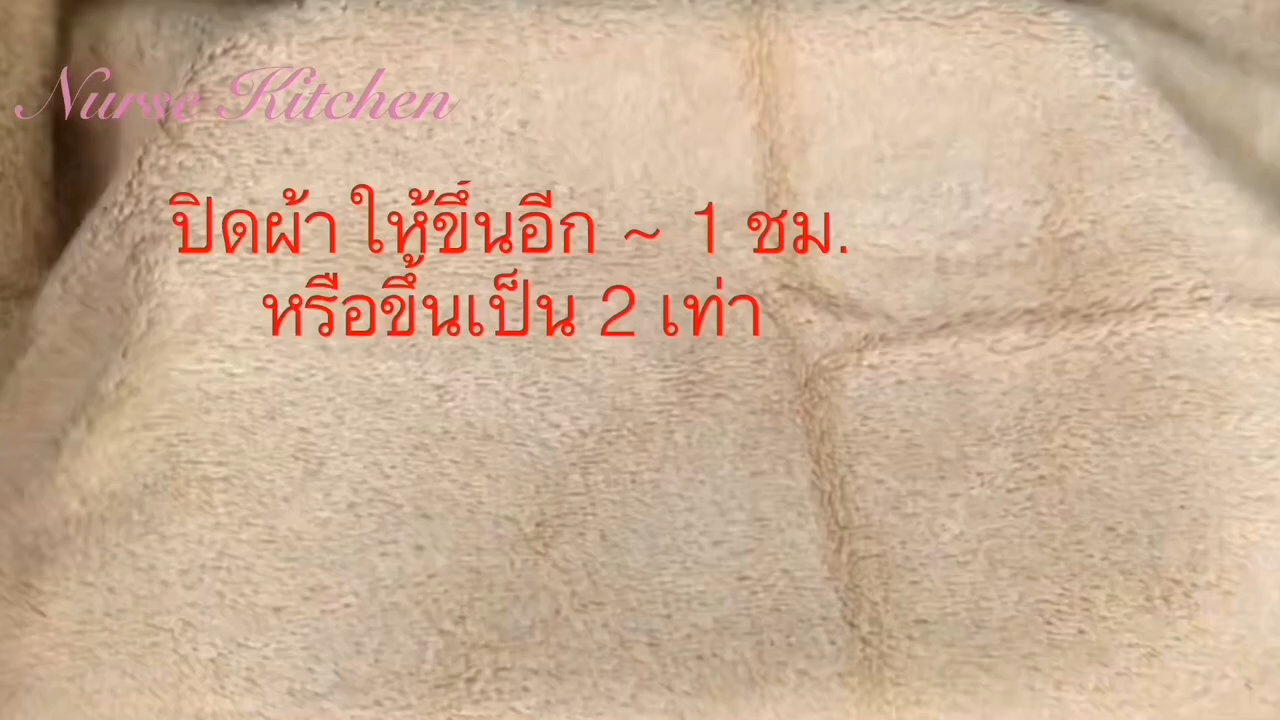 Nurse Kitchen
ปิดผ้า ให้ขึ้นอีก ~ 1 ชม.
หรือขึ้นเป็น 2 เท่า